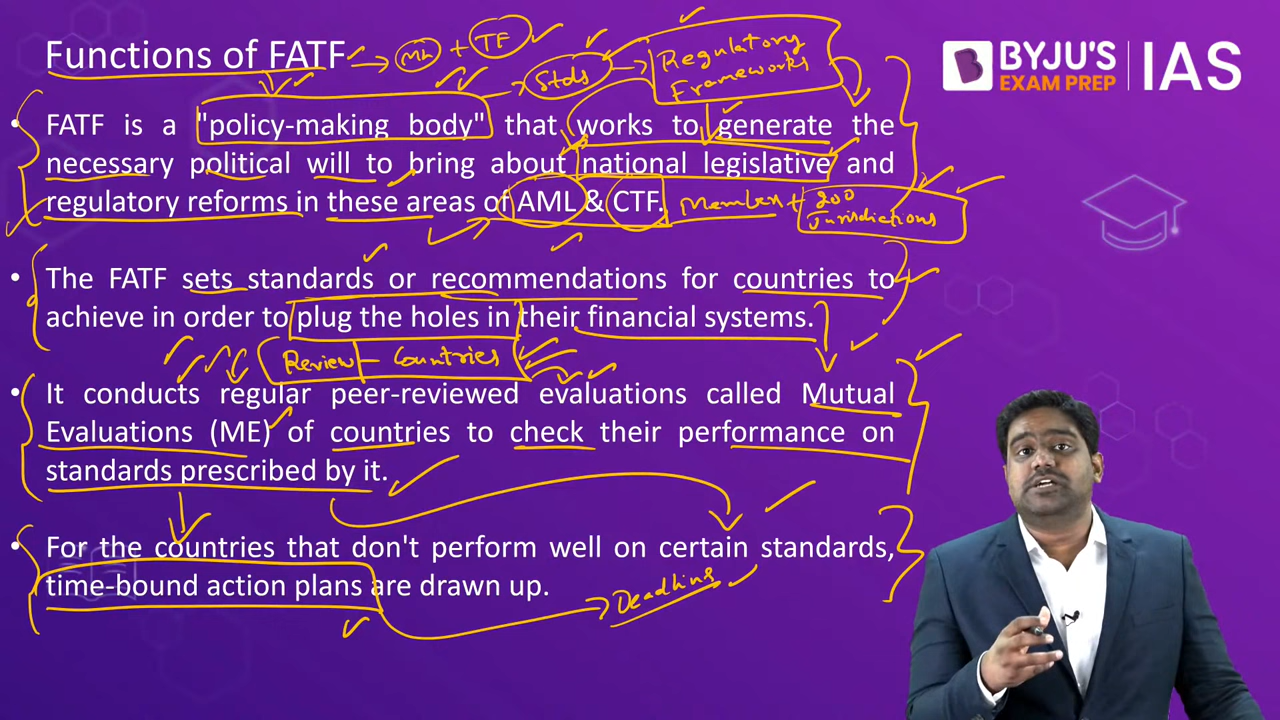 Functions of FATF → ML + TF
Stds → Regulatory
Frameworks
BYJU'S
EXAM PREP
IAS
• FATF is a "policy-making body" that works to generate the
necessary political will to bring about national legislative and
regulatory reforms in these areas of AML & CTF.
Members + 200
Jurisdictions
• The FATF sets standards or recommendations for countries to
achieve in order to plug the holes in their financial systems.
Review – Countries
• It conducts regular peer-reviewed evaluations called Mutual
Evaluations (ME) of countries to check their performance on
standards prescribed by it.
• For the countries that don't perform well on certain standards,
time-bound action plans are drawn up.
Deadline